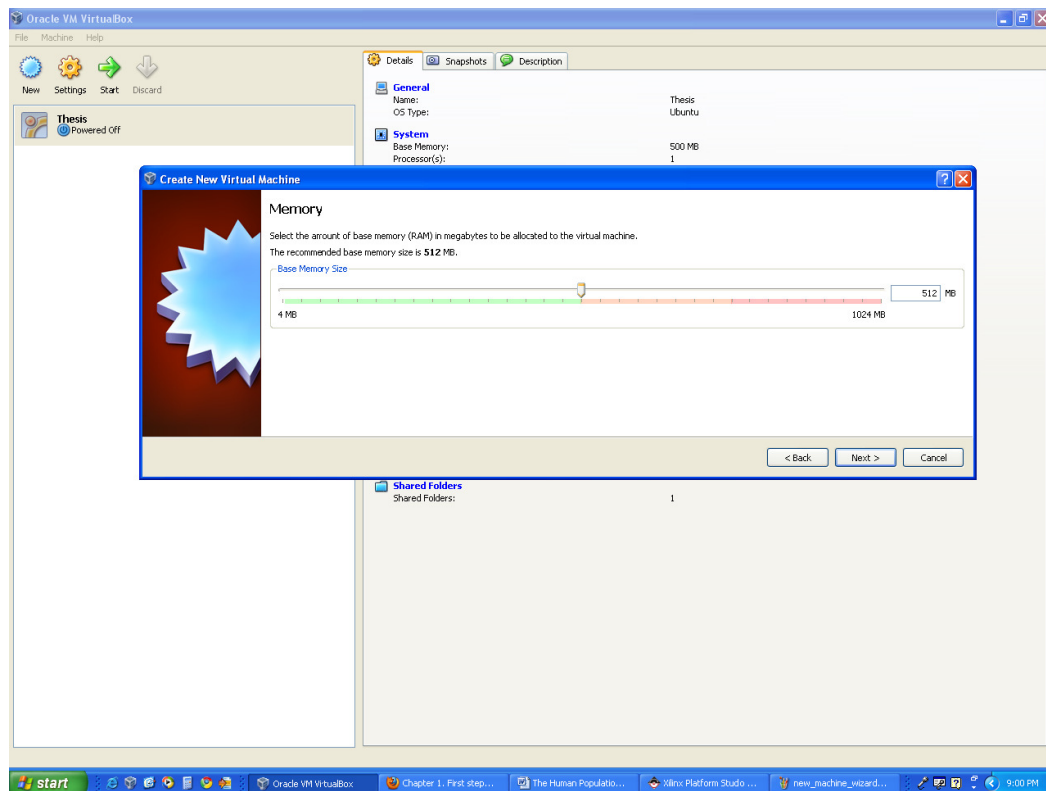 Oracle VM VirtualBox
File Machine Help
New Settings Start Discard
Thesis
Powered Off
Details Snapshots Description
General
Name: Thesis
OS Type: Ubuntu
System
Base Memory: 500 MB
Processor(s): 1
Create New Virtual Machine
Memory
Select the amount of base memory (RAM) in megabytes to be allocated to the virtual machine.
The recommended base memory size is 512 MB.
Base Memory Size
512 MB
4 MB 1024 MB
< Back Next > Cancel
Shared Folders
Shared Folders: 1
start Oracle VM VirtualBox Chapter 1. First step... The Human Populatio... Xilinx Platform Studo ... new_machine_wizard... 9:00 PM